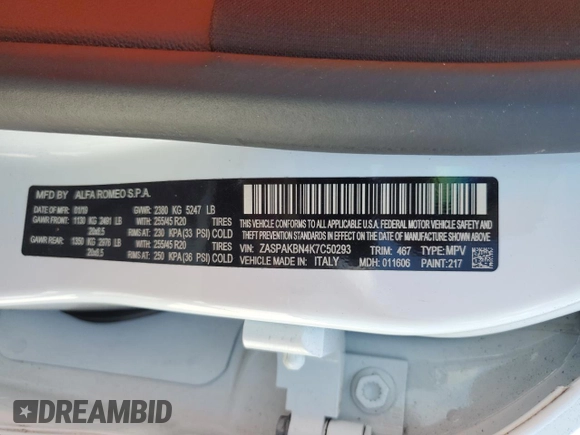 MFD BY ALFA ROMEO S.P.A.
DATE OF MFD: 01/19 GVWR: 2380 KG 5247 LB
GAWR FRONT: 1130 KG 2491 LB WITH 255/45 R20 TIRES
20x8.5 RIMS AT 230 KPA (33 PSI) COLD
GAWR REAR: 1350 KG 2976 LB WITH 255/45 R20 TIRES
20x8.5 RIMS AT 250 KPA (36 PSI) COLD
THIS VEHICLE CONFORMS TO ALL APPLICABLE U.S.A. FEDERAL MOTOR VEHICLE
SAFETY, BUMPER, AND THEFT PREVENTION STANDARDS IN EFFECT
ON THE DATE OF MANUFACTURE SHOWN ABOVE.
VIN: ZASPAKBN4K7C50293 TRIM: 467 TYPE: MPV
VEHICLE MADE IN: ITALY MDH: 011606 PAINT: 217
DREAMBID